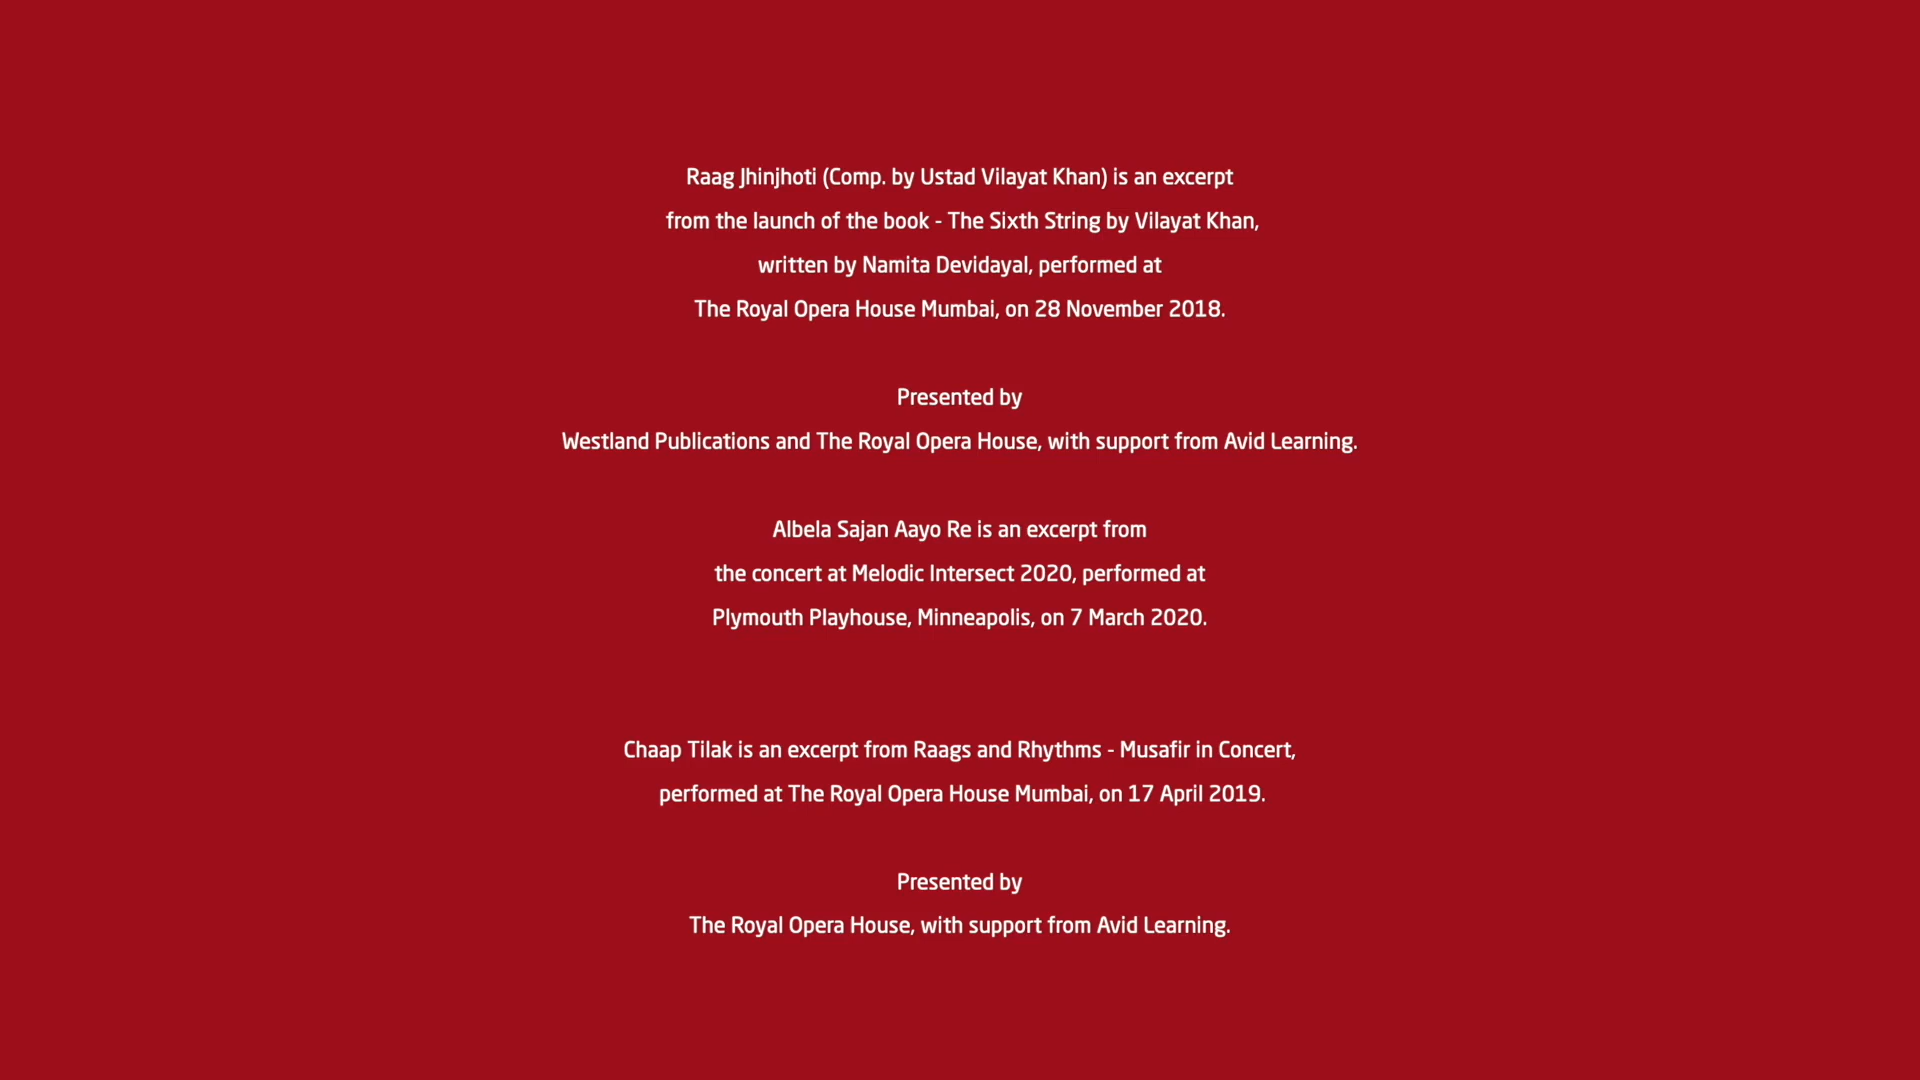 Raag Jhinjhoti (Comp. by Ustad Vilayat Khan) is an excerpt
from the launch of the book - The Sixth String by Vilayat Khan,
written by Namita Devidayal, performed at
The Royal Opera House Mumbai, on 28 November 2018.
Presented by
Westland Publications and The Royal Opera House, with support from Avid Learning.
Albela Sajan Aayo Re is an excerpt from
the concert at Melodic Intersect 2020, performed at
Plymouth Playhouse, Minneapolis, on 7 March 2020.
Chaap Tilak is an excerpt from Raags and Rhythms - Musafir in Concert,
performed at The Royal Opera House Mumbai, on 17 April 2019.
Presented by
The Royal Opera House, with support from Avid Learning.